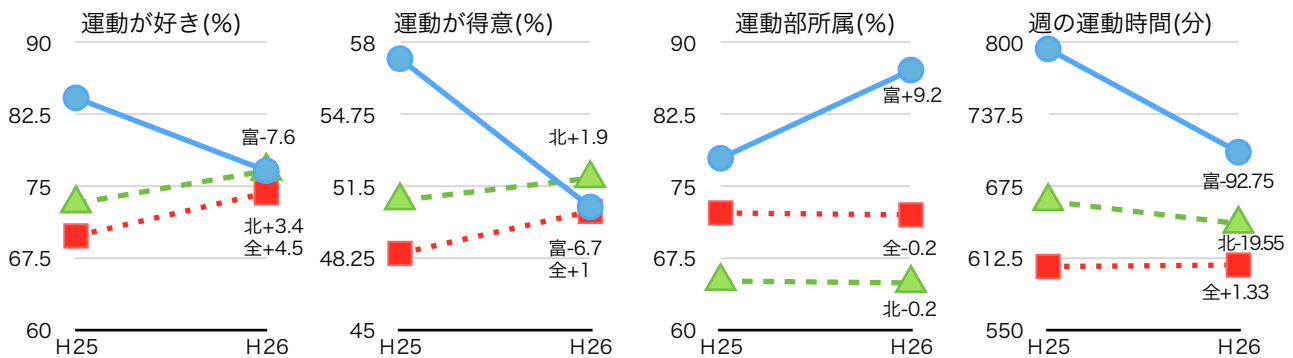 運動が好き(%)
90
82.5
75
67.5
60
富-7.6
北+3.4
全+4.5
H25
H26
運動が得意(%)
58
54.75
51.5
48.25
45
北+1.9
富-6.7
全+1
H25
H26
運動部所属(%)
90
82.5
75
67.5
60
富+9.2
全-0.2
北-0.2
H25
H26
週の運動時間(分)
800
737.5
675
612.5
550
富-92.75
北-19.55
全+1.33
H25
H26